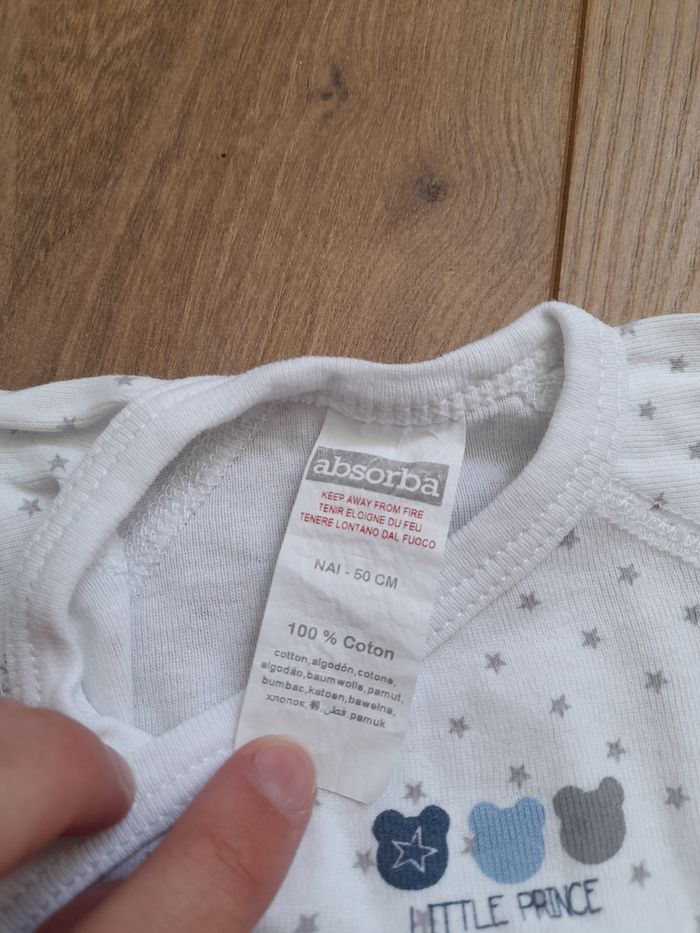 absorba
KEEP AWAY FROM FIRE
TENIR ELOIGNE DU FEU
TENERE LONTANO DAL FUOCO
NAI - 50 CM
100 % Coton
cotton,algodón,cotone,
algodão,baumwolle,pamut,
bumbac,katoen,bawełna,
хлопок,棉,قطن, pamuk
LITTLE PRINCE